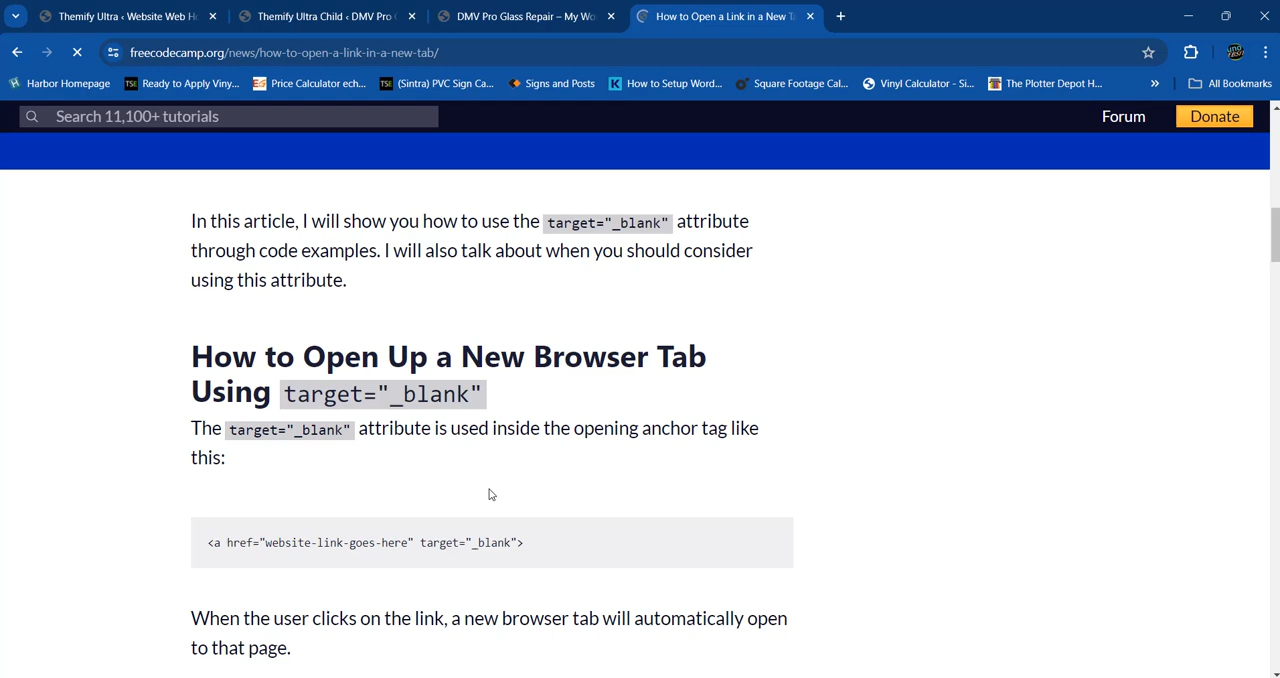 Themify Ultra ‹ Website Web H
Themify Ultra Child ‹ DMV Pro
DMV Pro Glass Repair – My Wo
How to Open a Link in a New T
freecodecamp.org/news/how-to-open-a-link-in-a-new-tab/
Harbor Homepage
Ready to Apply Viny...
Price Calculator ech...
(Sintra) PVC Sign Ca...
Signs and Posts
How to Setup Word...
Square Footage Cal...
Vinyl Calculator - Si...
The Plotter Depot H...
» All Bookmarks
Search 11,100+ tutorials
Forum
Donate
In this article, I will show you how to use the target="_blank" attribute
through code examples. I will also talk about when you should consider
using this attribute.
How to Open Up a New Browser Tab
Using target="_blank"
The target="_blank" attribute is used inside the opening anchor tag like
this:
<a href="website-link-goes-here" target="_blank">
When the user clicks on the link, a new browser tab will automatically open
to that page.